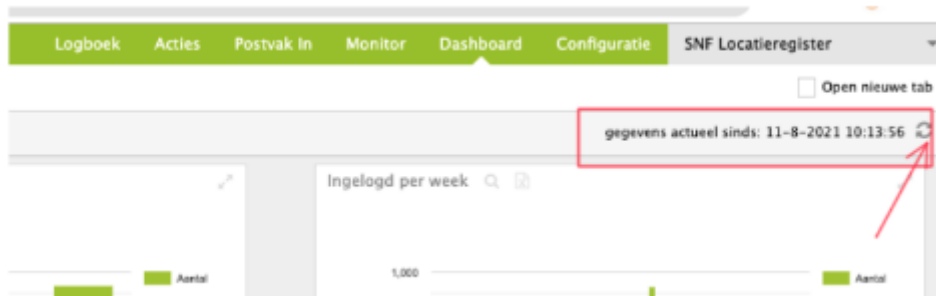 Logboek Acties Postvak In Monitor Dashboard Configuratie SNF Locatieregister
Open nieuwe tab
gegevens actueel sinds: 11-8-2021 10:13:56
Ingelogd per week
1,000
Aantal
Aantal